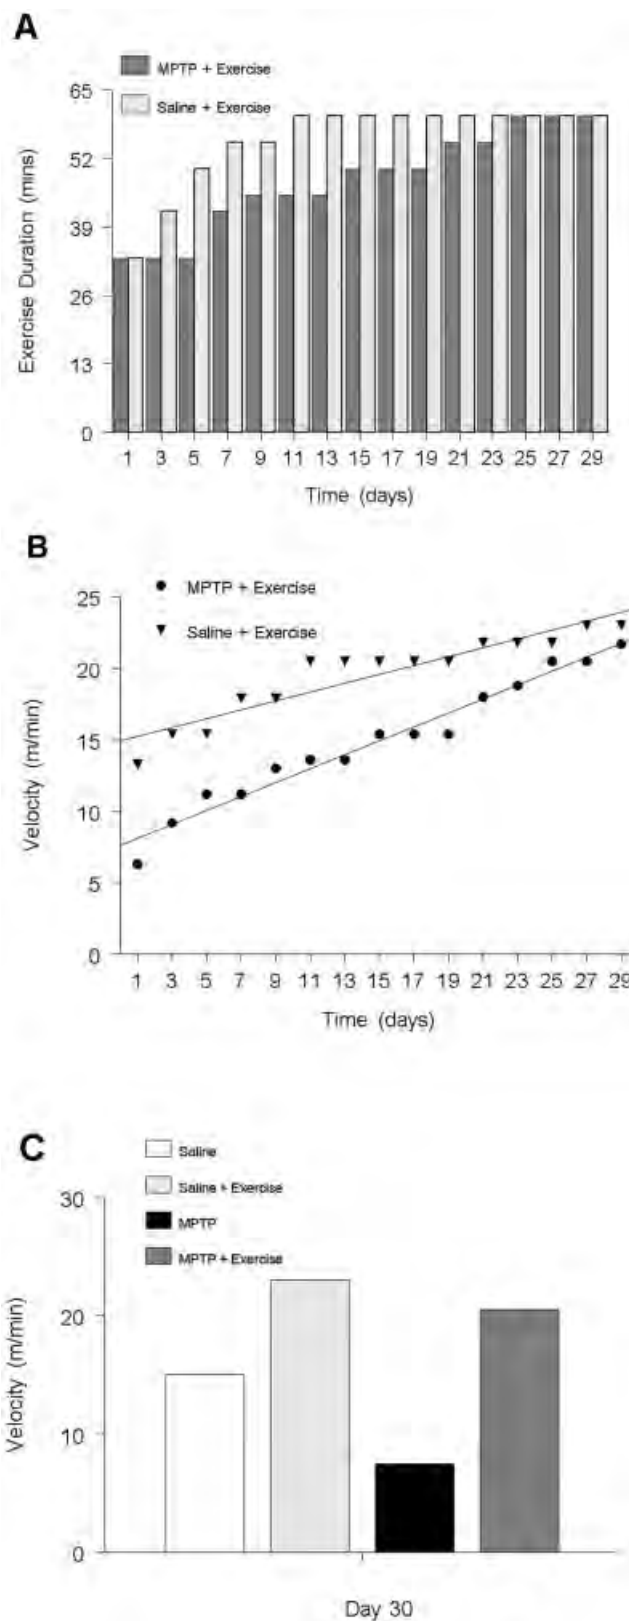 A
MPTP + Exercise
Saline + Exercise
65
52
39
26
13
0
Exercise Duration (mins)
1 3 5 7 9 11 13 15 17 19 21 23 25 27 29
Time (days)
B
MPTP + Exercise
Saline + Exercise
25
20
15
10
5
0
Velocity (m/min)
1 3 5 7 9 11 13 15 17 19 21 23 25 27 29
Time (days)
C
Saline
Saline + Exercise
MPTP
MPTP + Exercise
30
20
10
0
Velocity (m/min)
Day 30